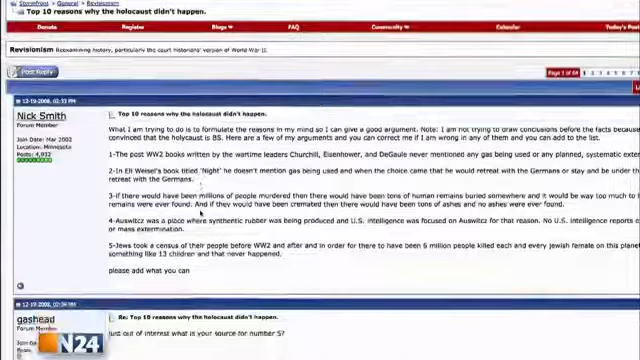 Storefront > General > Revisionism
Top 10 reasons why the holocaust didn't happen.
Donate Register Blogs FAQ Community Calendar Today's Post
Revisionism Reexamining history, particularly the court historians' version of World War II.
Post Reply
Page 1 of 64 1 2 3 4 5 6 7 8
12-19-2008, 02:33 PM
Nick Smith
Forum Member
Join Date: Mar 2002
Location: Minnesota
Posts: 4,932
Top 10 reasons why the holocaust didn't happen.
What I am trying to do is to formulate the reasons in my mind so I can give a good argument. Note: I am not trying to draw conclusions before the facts because
convinced that the holocaust is BS. Here are a few of my arguments and you can correct me if I am wrong in any of them and you can add to the list.
1-The post WW2 books written by the wartime leaders Churchill, Eisenhower, and DeGaule never mentioned any gas being used or any planned, systematic exter
2-In Eli Weisel's book titled 'Night' he doesn't mention gas being used and when the choice came that he would retreat with the Germans or stay and be under the
retreat with the Germans.
3-if there would have been millions of people murdered then there would have been tons of human remains buried somewhere and it would be way too much to
remains were ever found. And if they would have been cremated then there would have been tons of ashes and no ashes were ever found.
4-Auswitcz was a place where synthetic rubber was being produced and U.S. intelligence was focused on Auswitcz for that reason. No U.S. intelligence reports e
or mass extermination.
5-Jews took a census of their people before WW2 and after and in order for there to have been 6 million people killed each and every jewish female on this planet
something like 13 children and that never happened.
please add what you can
12-19-2008, 02:39 PM
gashead
Forum Member
Re: Top 10 reasons why the holocaust didn't happen.
just out of interest what is your source for number 5?
N24